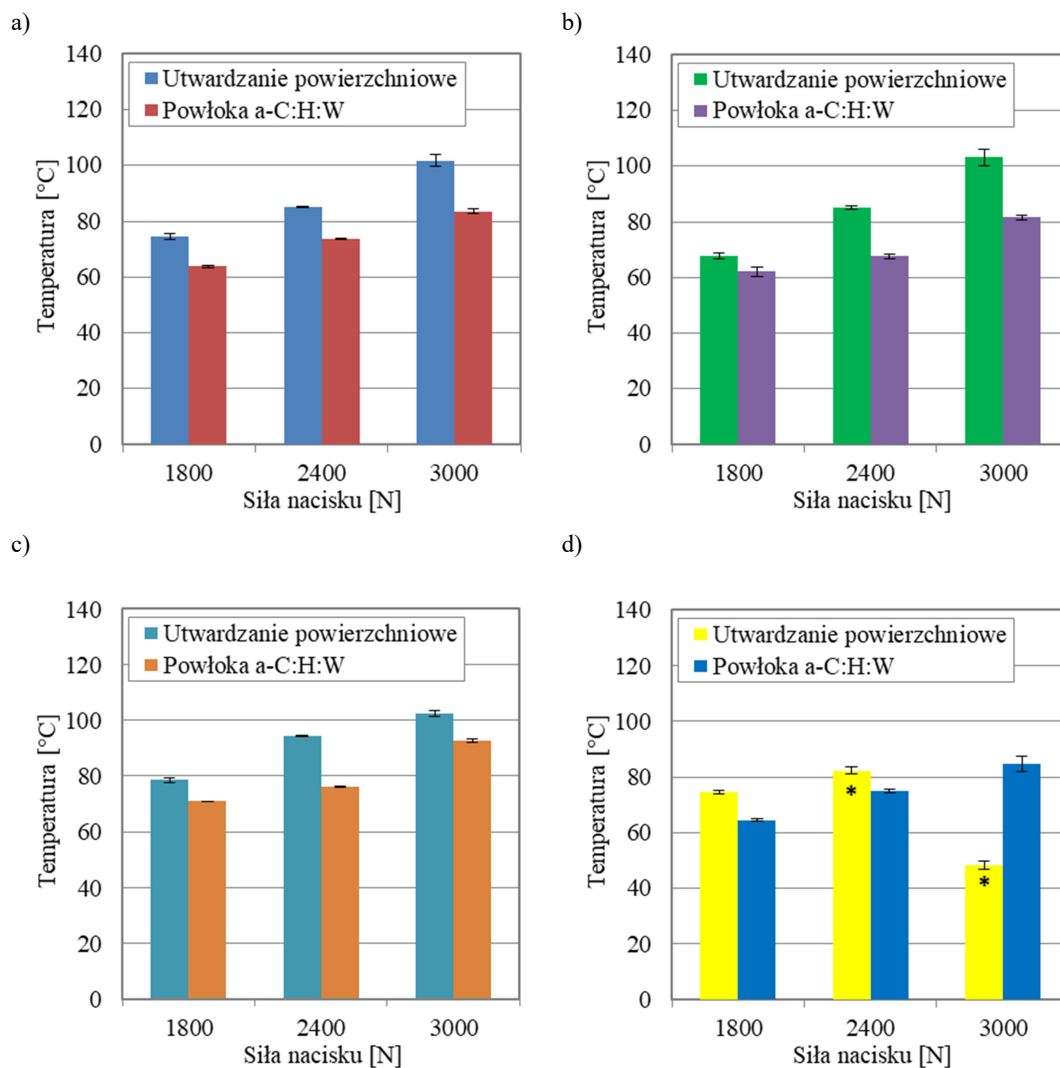 a)
140
120
100
80
60
40
20
0
Temperatura [°C]
Utwardzanie powierzchniowe
Powłoka a-C:H:W
1800 2400 3000
Siła nacisku [N]
b)
140
120
100
80
60
40
20
0
Temperatura [°C]
Utwardzanie powierzchniowe
Powłoka a-C:H:W
1800 2400 3000
Siła nacisku [N]
c)
140
120
100
80
60
40
20
0
Temperatura [°C]
Utwardzanie powierzchniowe
Powłoka a-C:H:W
1800 2400 3000
Siła nacisku [N]
d)
140
120
100
80
60
40
20
0
Temperatura [°C]
Utwardzanie powierzchniowe
Powłoka a-C:H:W
*
*
1800 2400 3000
Siła nacisku [N]